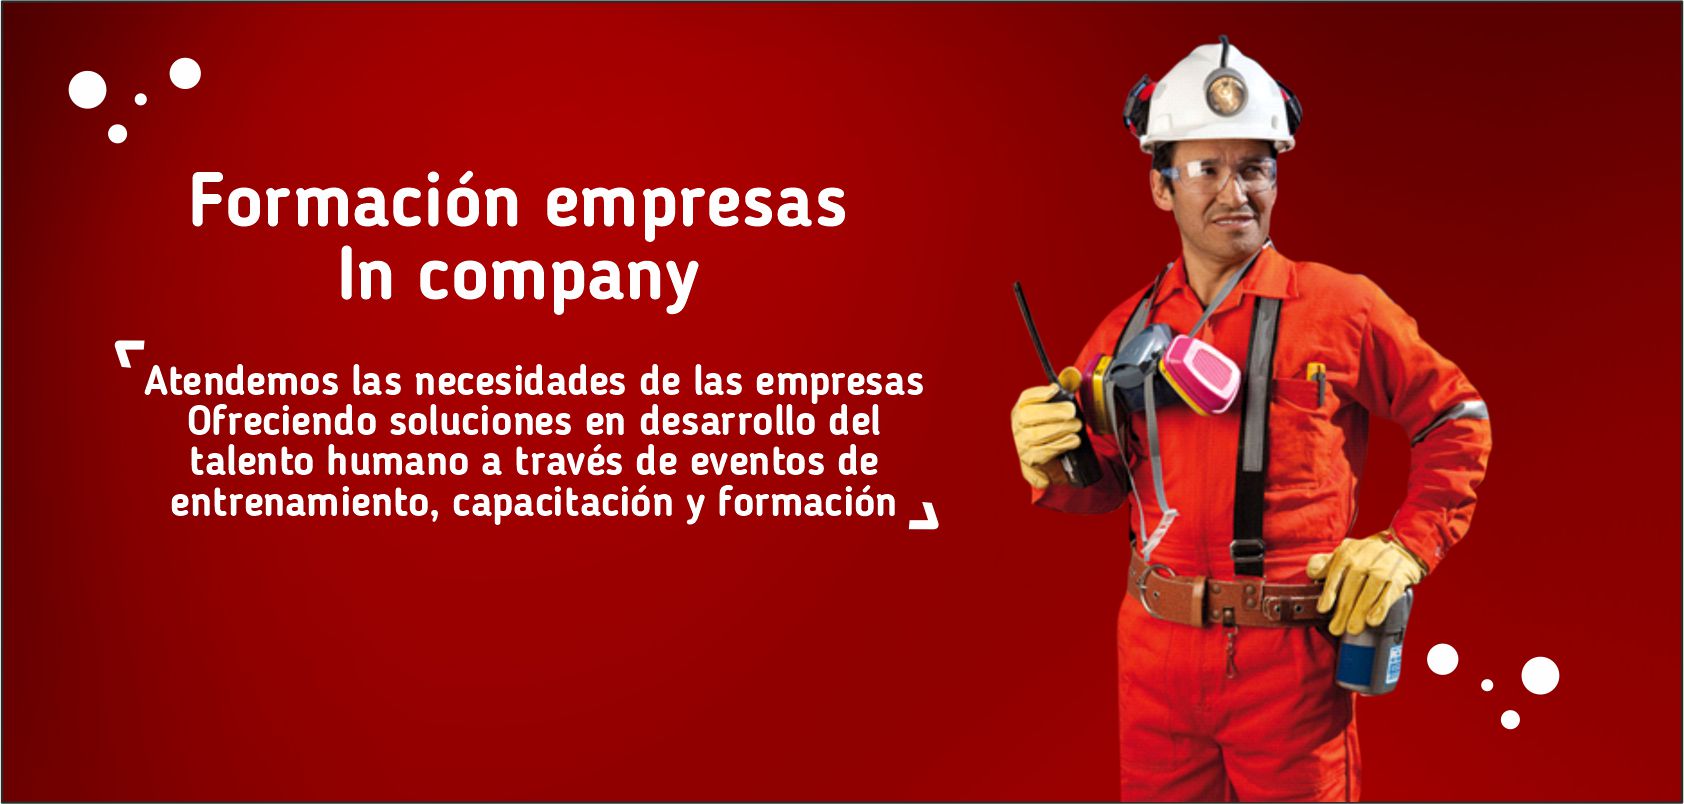 Formación empresas
In company
Atendemos las necesidades de las empresas
Ofreciendo soluciones en desarrollo del
talento humano a través de eventos de
entrenamiento, capacitación y formación